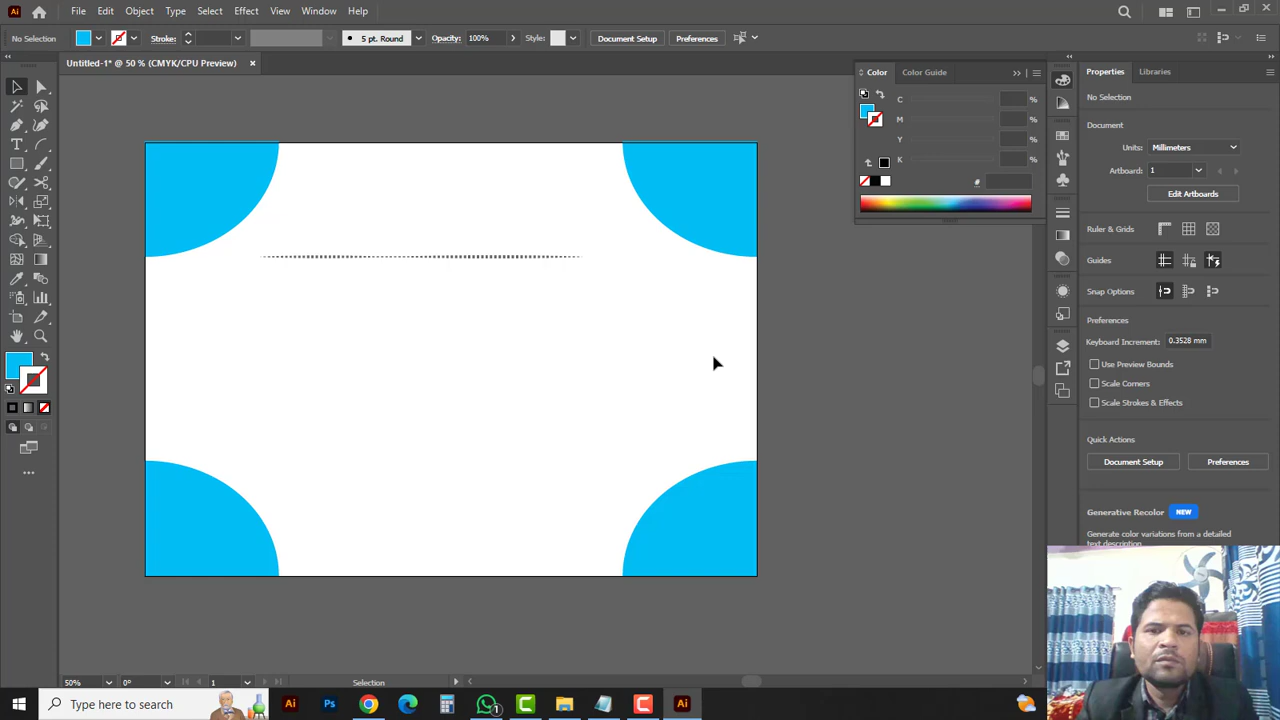 Ai File Edit Object Type Select Effect View Window Help
No Selection Stroke: 5 pt. Round Opacity: 100% Style: Document Setup Preferences
Untitled-1* @ 50 % (CMYK/CPU Preview)
Color Color Guide
C %
M %
Y %
K %
#
Properties Libraries
No Selection
Document
Units: Millimeters
Artboard: 1
Edit Artboards
Ruler & Grids
Guides
Snap Options
Preferences
Keyboard Increment: 0.3528 mm
Use Preview Bounds
Scale Corners
Scale Strokes & Effects
Quick Actions
Document Setup Preferences
Generative Recolor NEW
Generate color variations from a detailed
text description.
50% 0° 1 Selection
Type here to search Ai Ps 1 Ai